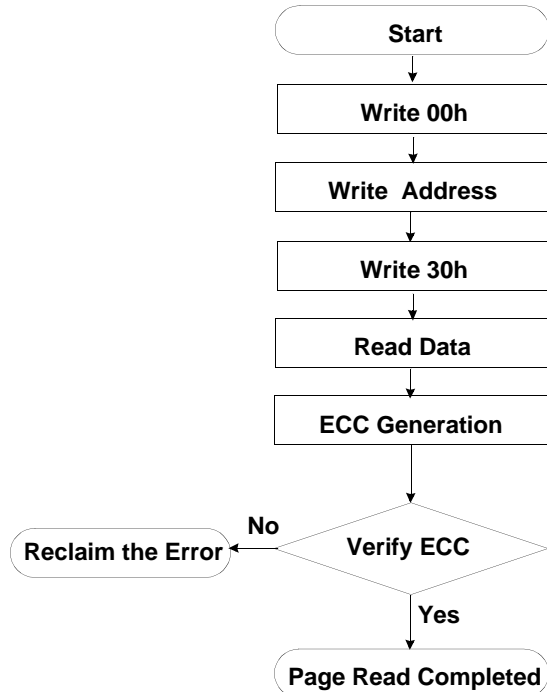 Start
Write 00h
Write Address
Write 30h
Read Data
ECC Generation
No
Reclaim the Error
Verify ECC
Yes
Page Read Completed